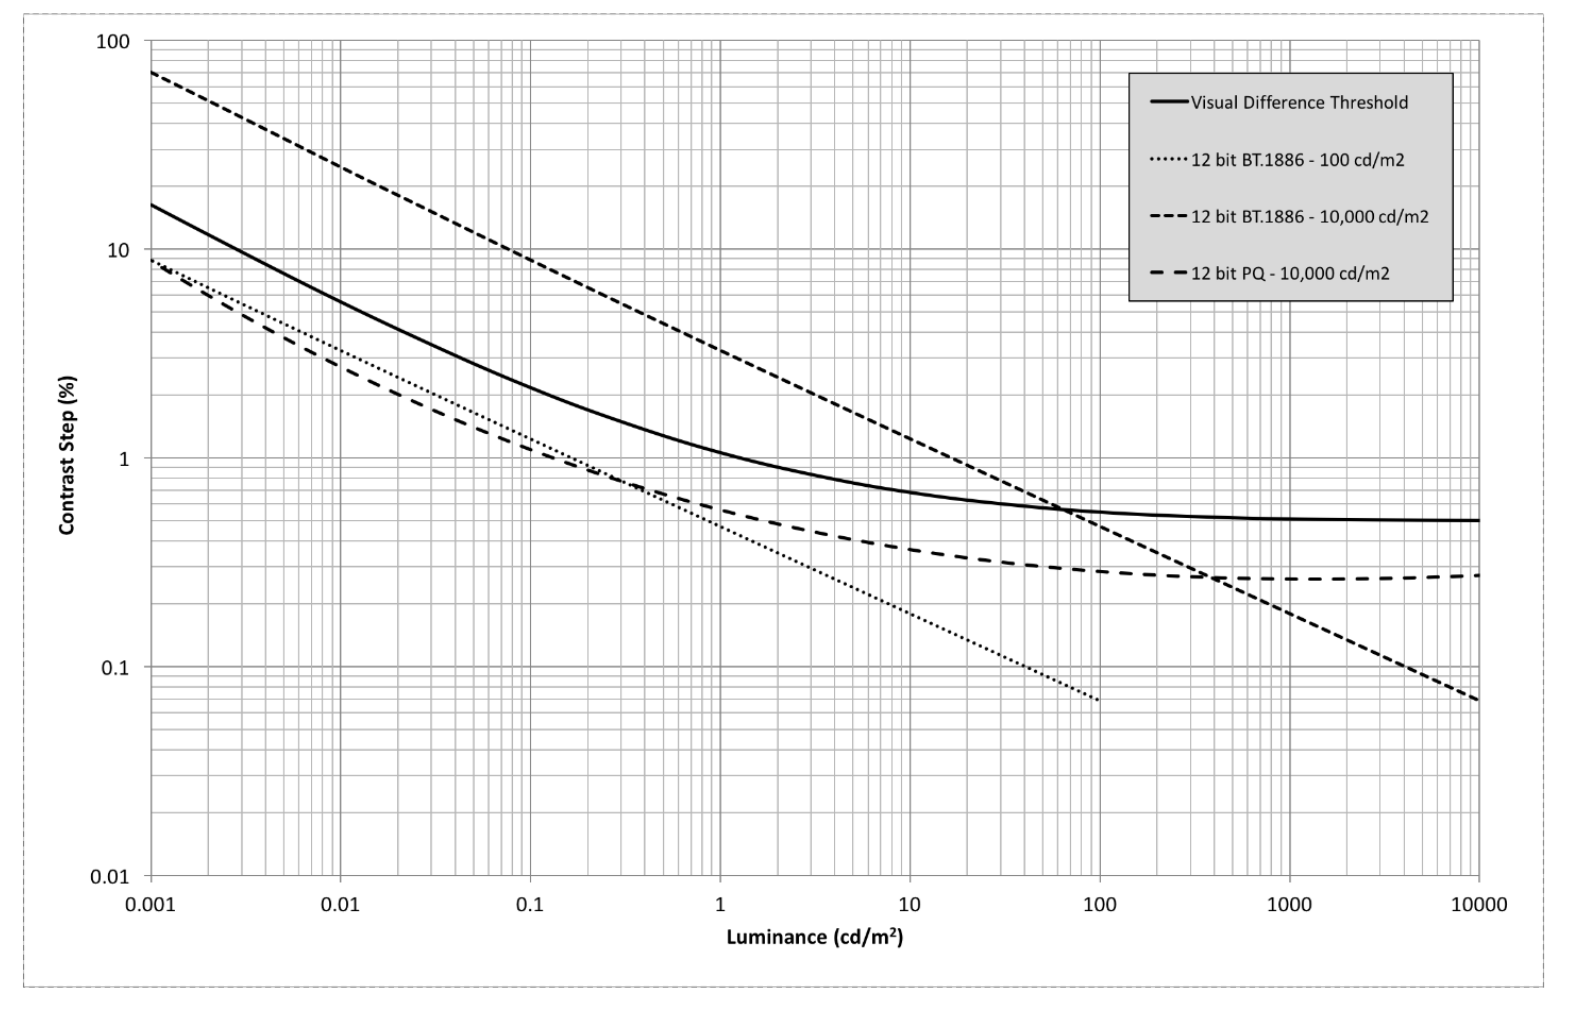 100
10
1
0.1
0.01
Contrast Step (%)
Visual Difference Threshold
12 bit BT.1886 - 100 cd/m2
12 bit BT.1886 - 10,000 cd/m2
12 bit PQ - 10,000 cd/m2
0.001 0.01 0.1 1 10 100 1000 10000
Luminance (cd/m²)